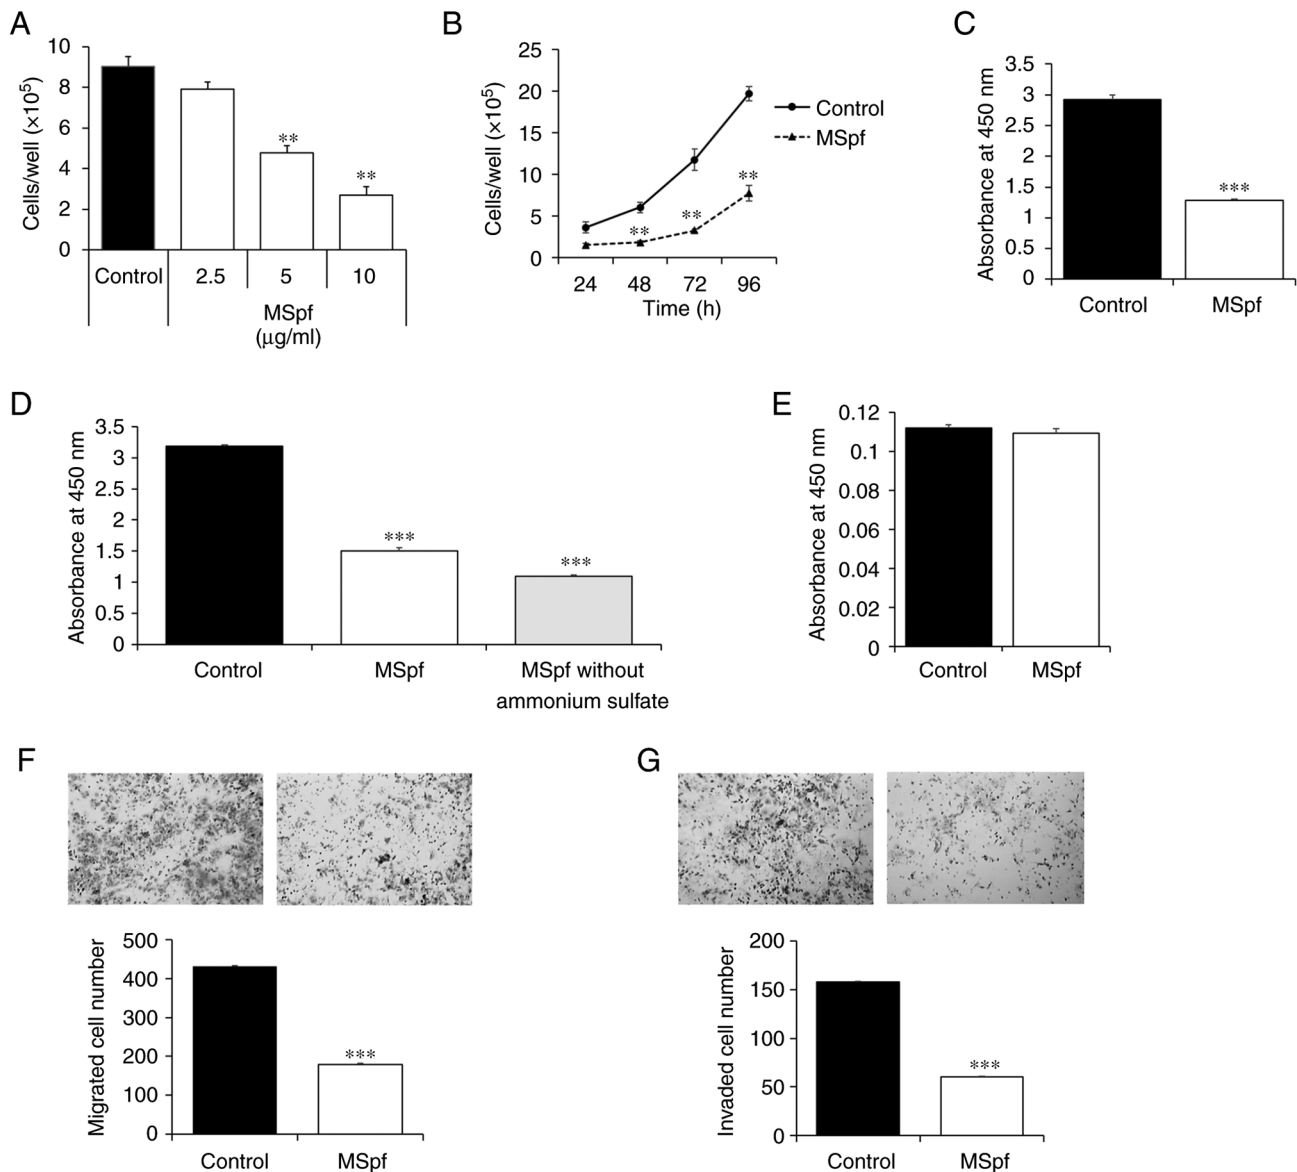 A
Cells/well (×10⁵)
10
8
6
4
2
0
**
**
Control
2.5
5
10
MSpf
(μg/ml)
B
Cells/well (×10⁵)
25
20
15
10
5
0
**
**
**
24
48
72
96
Time (h)
Control
MSpf
C
Absorbance at 450 nm
3.5
3
2.5
2
1.5
1
0.5
0
***
Control
MSpf
D
Absorbance at 450 nm
3.5
3
2.5
2
1.5
1
0.5
0
***
***
Control
MSpf
MSpf without
ammonium sulfate
E
Absorbance at 450 nm
0.12
0.1
0.08
0.06
0.04
0.02
0
Control
MSpf
F
Migrated cell number
500
400
300
200
100
0
***
Control
MSpf
G
Invaded cell number
200
150
100
50
0
***
Control
MSpf